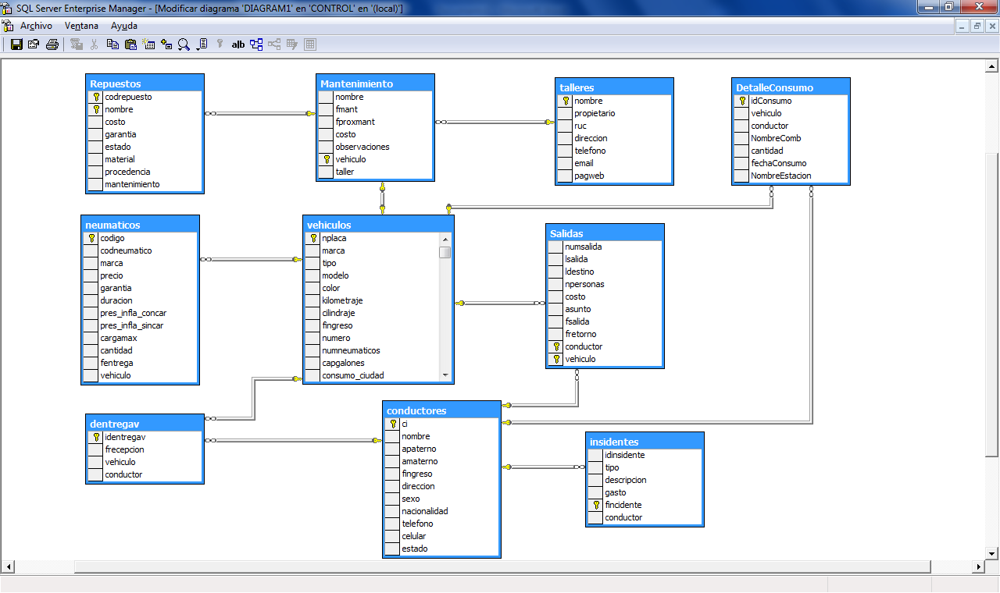 SQL Server Enterprise Manager - [Modificar diagrama 'DIAGRAM1' en 'CONTROL' en '(local)']
Archivo Ventana Ayuda
a|b
Repuestos
codrepuesto
nombre
costo
garantia
estado
material
procedencia
mantenimiento
Mantenimiento
nombre
fmant
fproxmant
costo
observaciones
vehiculo
taller
talleres
nombre
propietario
ruc
direccion
telefono
email
pagweb
DetalleConsumo
idConsumo
vehiculo
conductor
NombreComb
cantidad
fechaConsumo
NombreEstacion
neumaticos
codigo
codneumatico
marca
precio
garantia
duracion
pres_infla_concar
pres_infla_sincar
cargamax
cantidad
fentrega
vehiculo
vehiculos
nplaca
marca
tipo
modelo
color
kilometraje
cilindraje
fingreso
numero
numneumaticos
capgalones
consumo_ciudad
Salidas
numsalida
lsalida
ldestino
npersonas
costo
asunto
fsalida
fretorno
conductor
vehiculo
dentregav
identregav
frecepcion
vehiculo
conductor
conductores
ci
nombre
apaterno
amaterno
fingreso
direccion
sexo
nacionalidad
telefono
celular
estado
insidentes
idinsidente
tipo
descripcion
gasto
fincidente
conductor